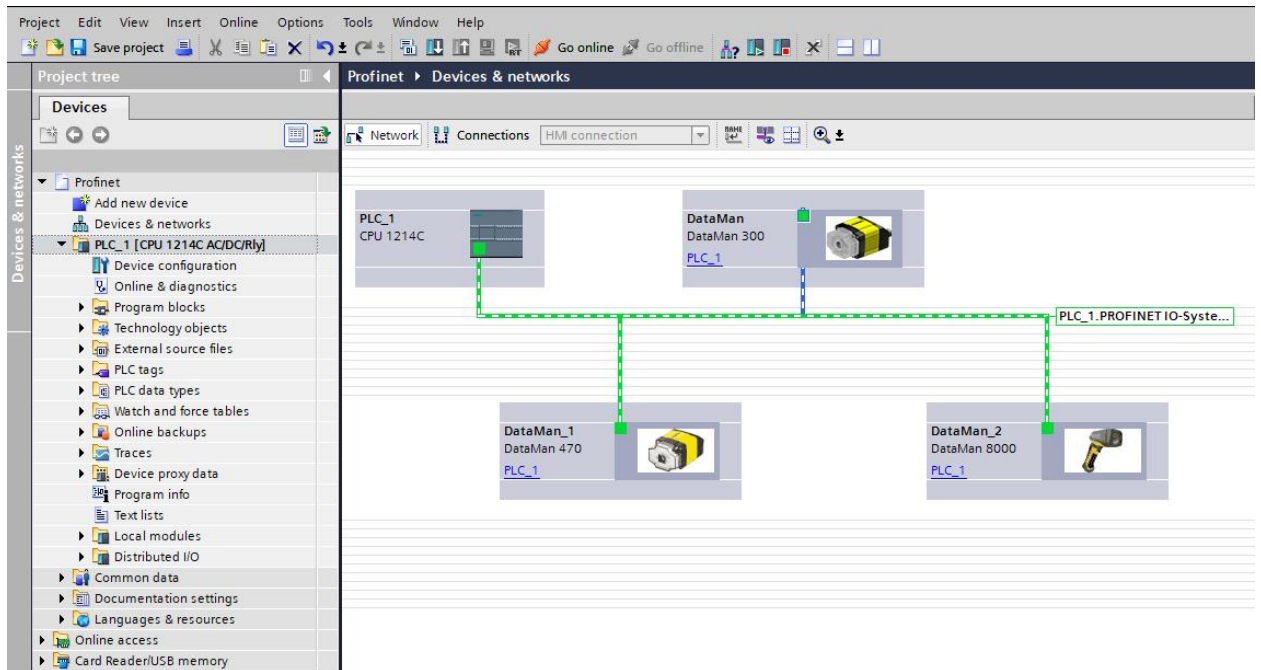 Project Edit View Insert Online Options Tools Window Help
Save project Go online Go offline
Project tree
Profinet Devices & networks
Devices
Network Connections HMI connection
Devices & networks
Profinet
Add new device
Devices & networks
PLC_1 [CPU 1214C AC/DC/Rly]
Device configuration
Online & diagnostics
Program blocks
Technology objects
External source files
PLC tags
PLC data types
Watch and force tables
Online backups
Traces
Device proxy data
Program info
Text lists
Local modules
Distributed I/O
Common data
Documentation settings
Languages & resources
Online access
Card Reader/USB memory
PLC_1
CPU 1214C
DataMan
DataMan 300
PLC_1
PLC_1.PROFINET IO-Syste...
DataMan_1
DataMan 470
PLC_1
DataMan_2
DataMan 8000
PLC_1